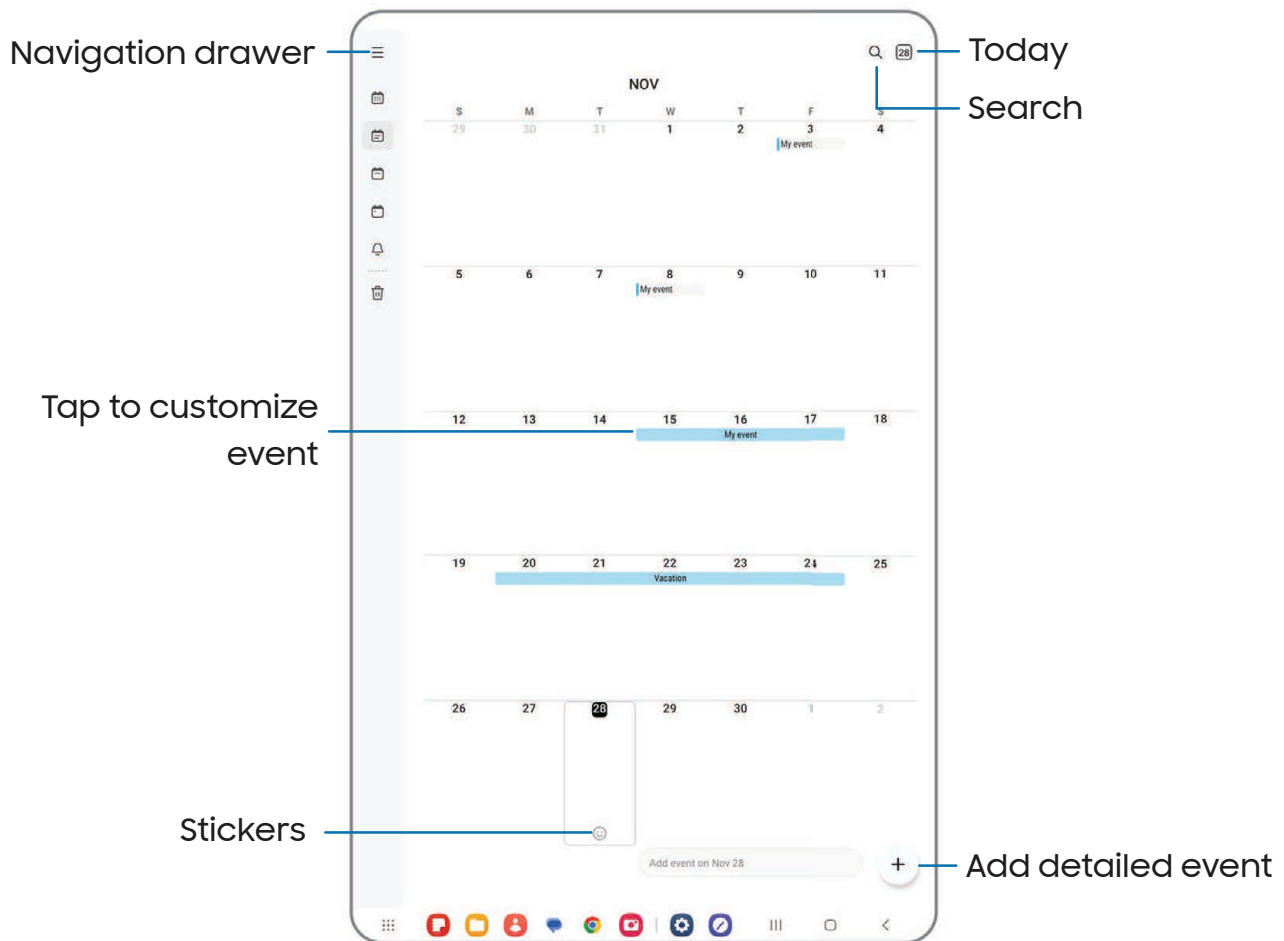 Navigation drawer
28
Today
Search
NOV
S M T W T F S
29 30 31 1 2 3 4
My event
5 6 7 8 9 10 11
My event
Tap to customize
event
12 13 14 15 16 17 18
My event
19 20 21 22 23 24 25
Vacation
26 27 28 29 30 1 2
Stickers
Add event on Nov 28
+
Add detailed event